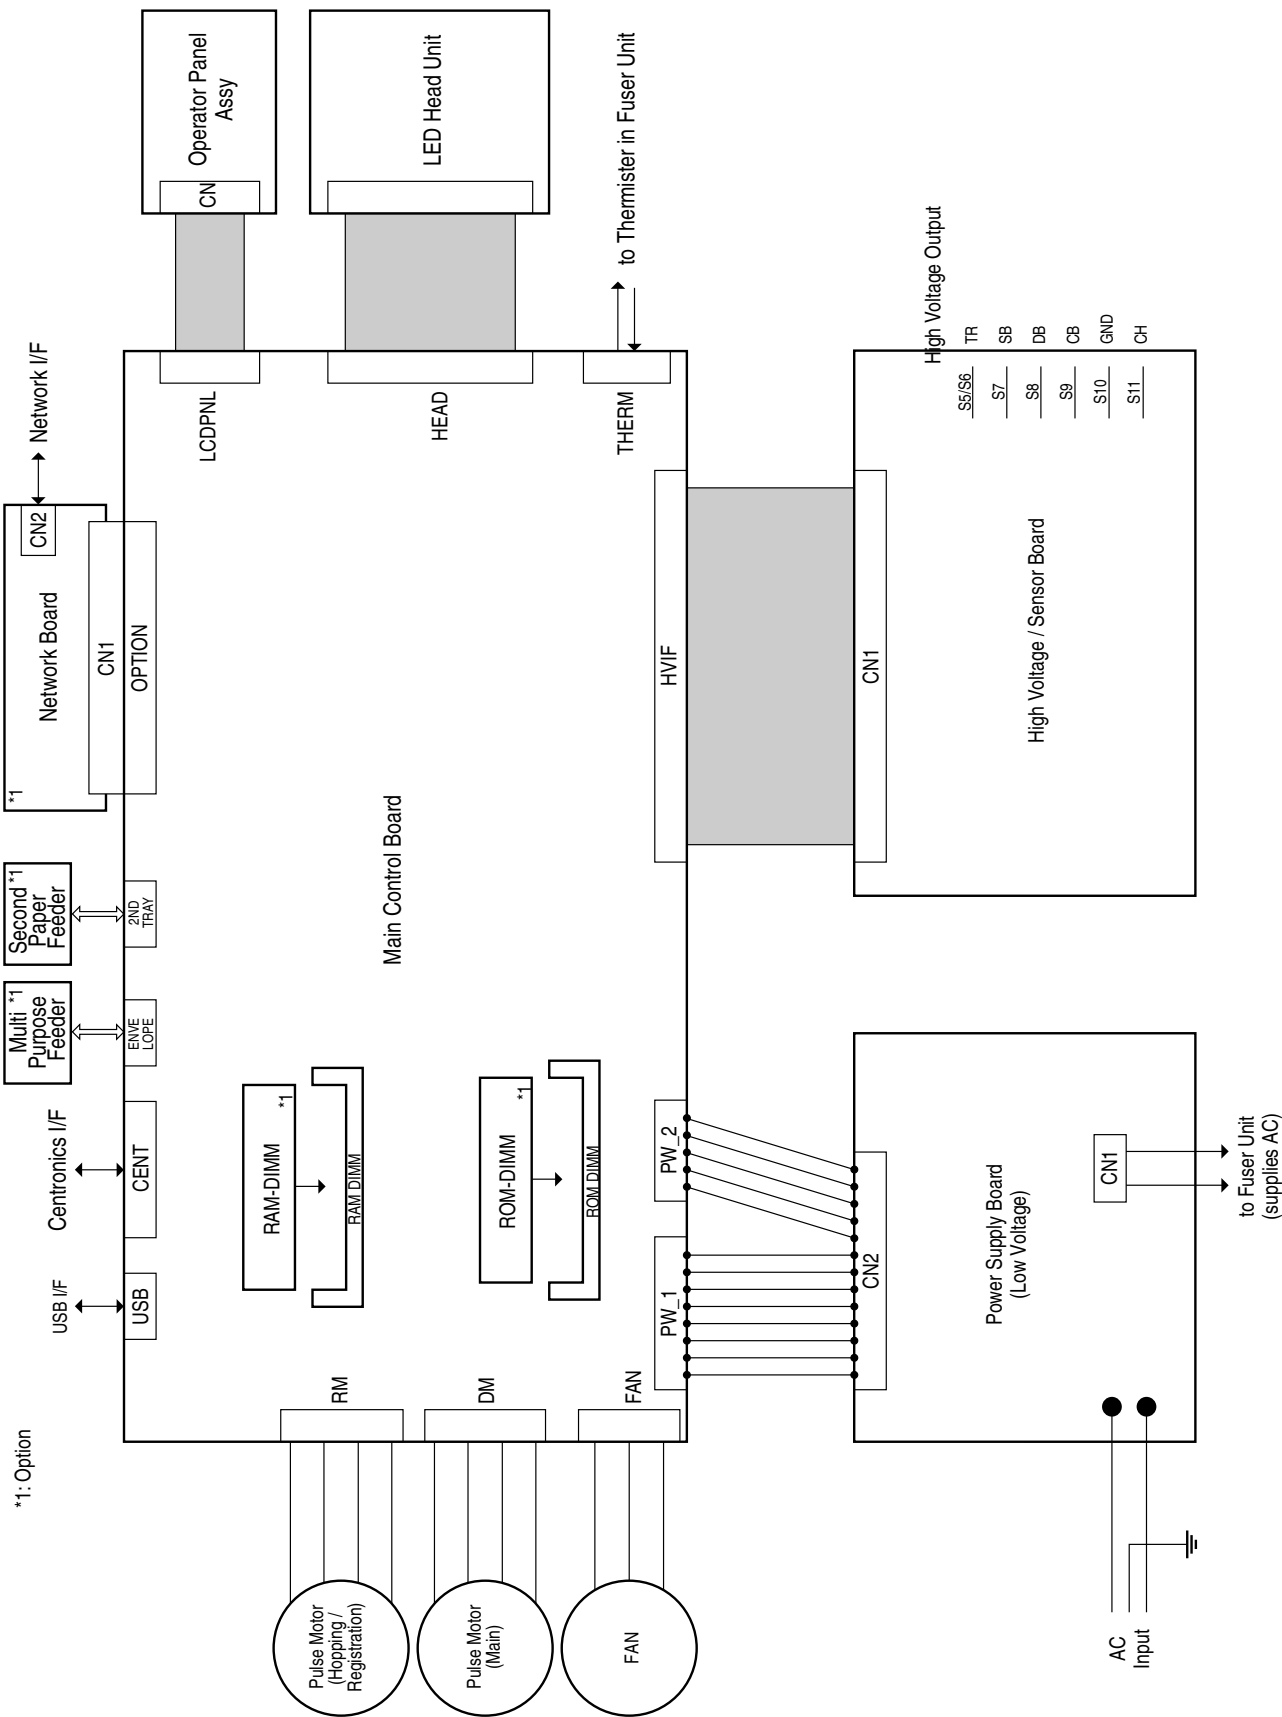 *1: Option
USB I/F
Centronics I/F
Multi *1
Purpose
Feeder
Second *1
Paper
Feeder
*1
Network Board
CN2
Network I/F
CN1
OPTION
USB
CENT
ENVE
LOPE
2ND
TRAY
Operator Panel
Assy
CN
LCDPNL
LED Head Unit
HEAD
to Thermister in Fuser Unit
THERM
Main Control Board
RAM-DIMM
*1
RAM DIMM
ROM-DIMM
*1
ROM DIMM
RM
DM
FAN
Pulse Motor
(Hopping /
Registration)
Pulse Motor
(Main)
FAN
PW_1
PW_2
HVIF
CN2
CN1
Power Supply Board
(Low Voltage)
CN1
to Fuser Unit
(supplies AC)
AC
Input
High Voltage / Sensor Board
High Voltage Output
S5/S6 TR
S7 SB
S8 DB
S9 CB
S10 GND
S11 CH